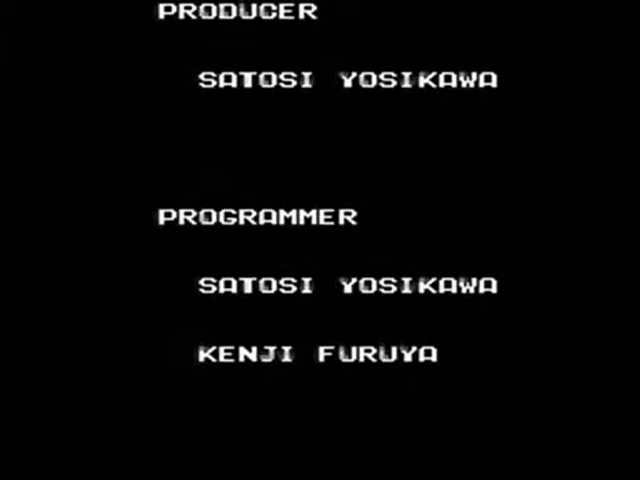 PRODUCER
SATOSI YOSIKAWA
PROGRAMMER
SATOSI YOSIKAWA
KENJI FURUYA